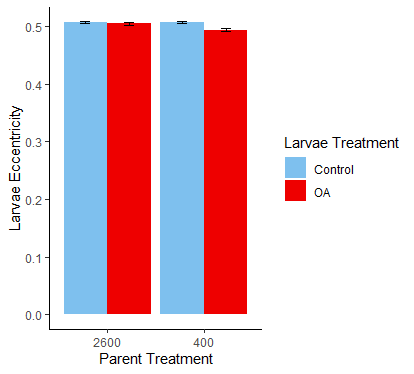 Larvae Eccentricity
0.5
0.4
0.3
0.2
0.1
0.0
2600 400
Parent Treatment
Larvae Treatment
Control
OA